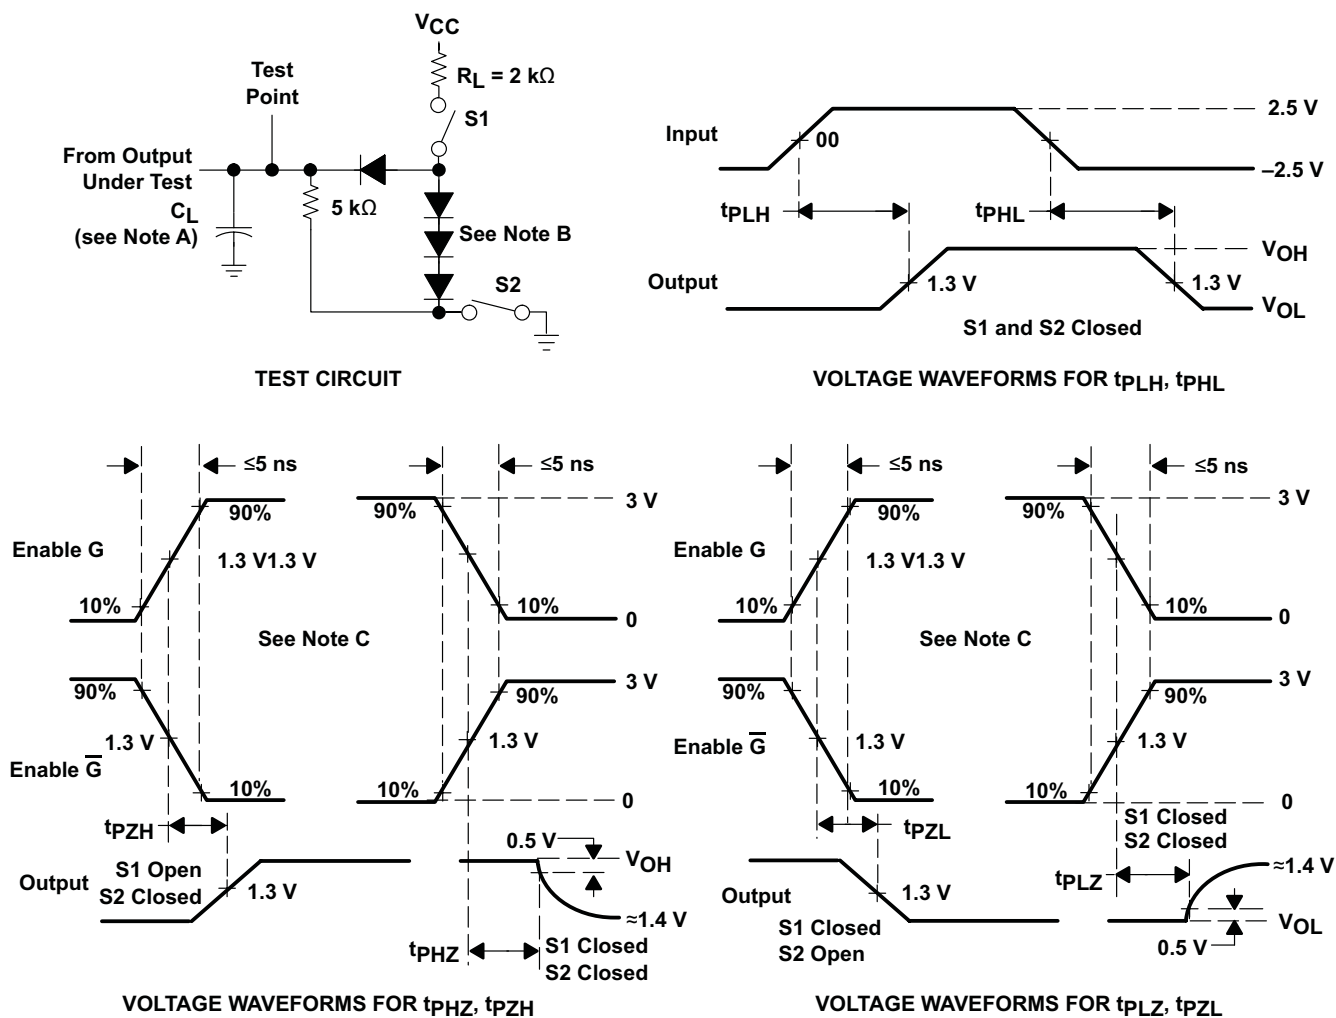 VCC
RL = 2 kΩ
Test
Point
S1
From Output
Under Test
CL
(see Note A)
5 kΩ
See Note B
S2
TEST CIRCUIT
2.5 V
Input
00
–2.5 V
tPLH
tPHL
VOH
Output
1.3 V
1.3 V
VOL
S1 and S2 Closed
VOLTAGE WAVEFORMS FOR tPLH, tPHL
≤5 ns
≤5 ns
3 V
90%
90%
Enable G
1.3 V1.3 V
10%
10%
0
See Note C
90%
90%
3 V
1.3 V
1.3 V
Enable G̅
10%
10%
0
tPZH
0.5 V
VOH
S1 Open
S2 Closed
Output
1.3 V
≈1.4 V
tPHZ
S1 Closed
S2 Closed
VOLTAGE WAVEFORMS FOR tPHZ, tPZH
≤5 ns
≤5 ns
3 V
90%
90%
Enable G
1.3 V1.3 V
10%
10%
0
See Note C
90%
90%
3 V
1.3 V
1.3 V
Enable G̅
10%
10%
0
tPZL
S1 Closed
S2 Closed
≈1.4 V
tPLZ
Output
1.3 V
S1 Closed
S2 Open
VOL
0.5 V
VOLTAGE WAVEFORMS FOR tPLZ, tPZL